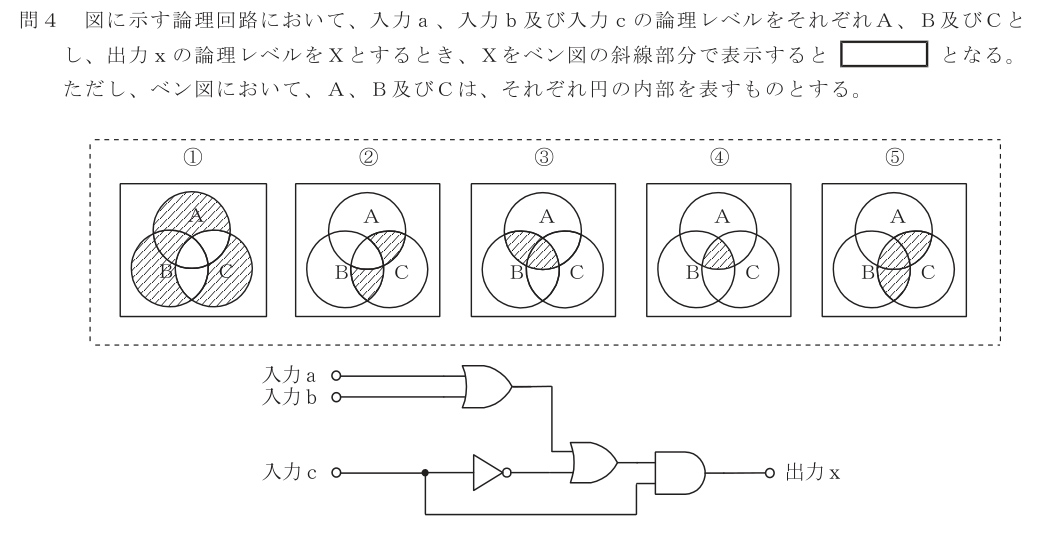 問４　図に示す論理回路において、入力ａ、入力ｂ及び入力ｃの論理レベルをそれぞれＡ、Ｂ及びＣと
し、出力ｘの論理レベルをＸとするとき、Ｘをベン図の斜線部分で表示すると　　　　となる。
ただし、ベン図において、Ａ、Ｂ及びＣは、それぞれ円の内部を表すものとする。
①　②　③　④　⑤
Ａ　Ａ　Ａ　Ａ　Ａ
Ｂ　Ｃ　Ｂ　Ｃ　Ｂ　Ｃ　Ｂ　Ｃ　Ｂ　Ｃ
入力ａ
入力ｂ
入力ｃ　出力ｘ